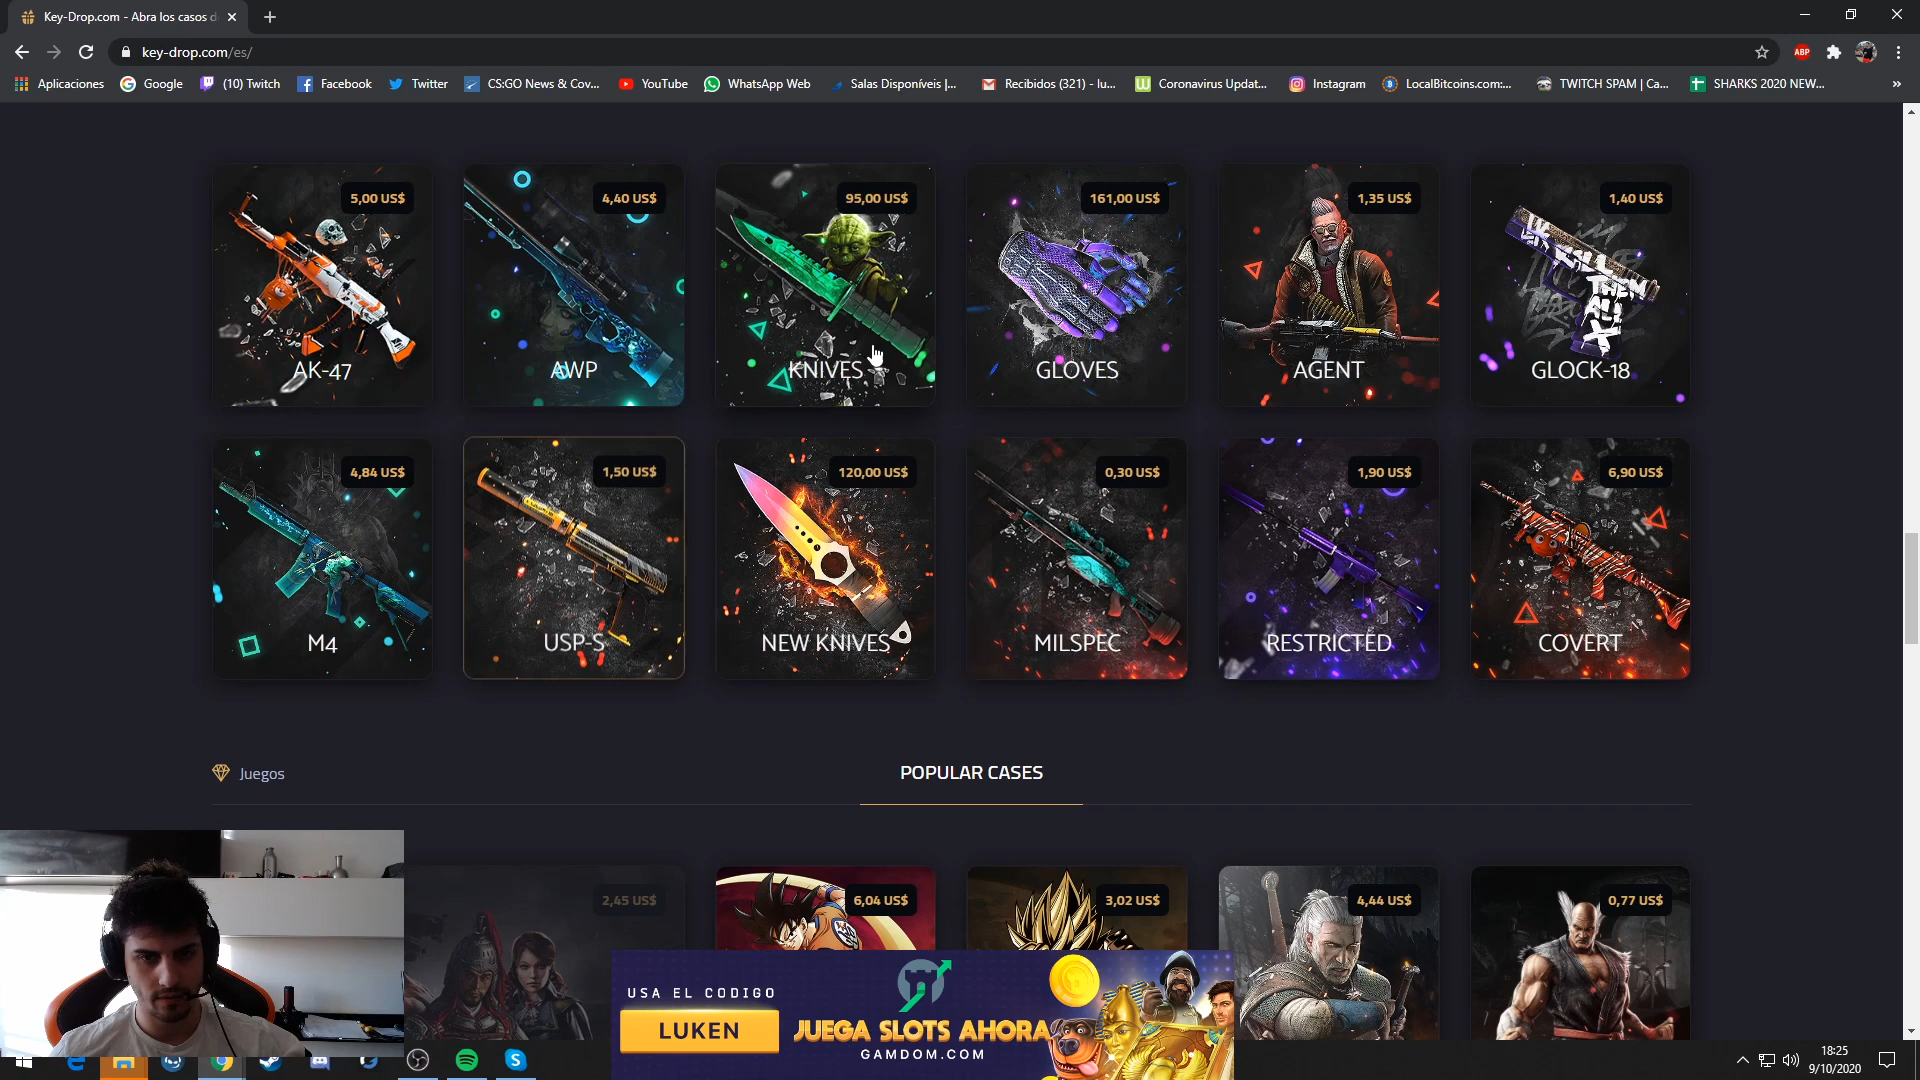 Key-Drop.com - Abra los casos d
key-drop.com/es/
ABP
Aplicaciones
Google
(10) Twitch
Facebook
Twitter
CS:GO News & Cov...
YouTube
WhatsApp Web
Salas Disponíveis |...
Recibidos (321) - lu...
Coronavirus Updat...
Instagram
LocalBitcoins.com:...
TWITCH SPAM | Ca...
SHARKS 2020 NEW...
5,00 US$
4,40 US$
95,00 US$
161,00 US$
1,35 US$
1,40 US$
AK-47
AWP
KNIVES
GLOVES
AGENT
GLOCK-18
4,84 US$
1,50 US$
120,00 US$
0,30 US$
1,90 US$
6,90 US$
M4
USP-S
NEW KNIVES
MILSPEC
RESTRICTED
COVERT
Juegos
POPULAR CASES
2,45 US$
6,04 US$
3,02 US$
4,44 US$
0,77 US$
USA EL CODIGO
LUKEN
JUEGA SLOTS AHORA
GAMDOM.COM
18:25
9/10/2020